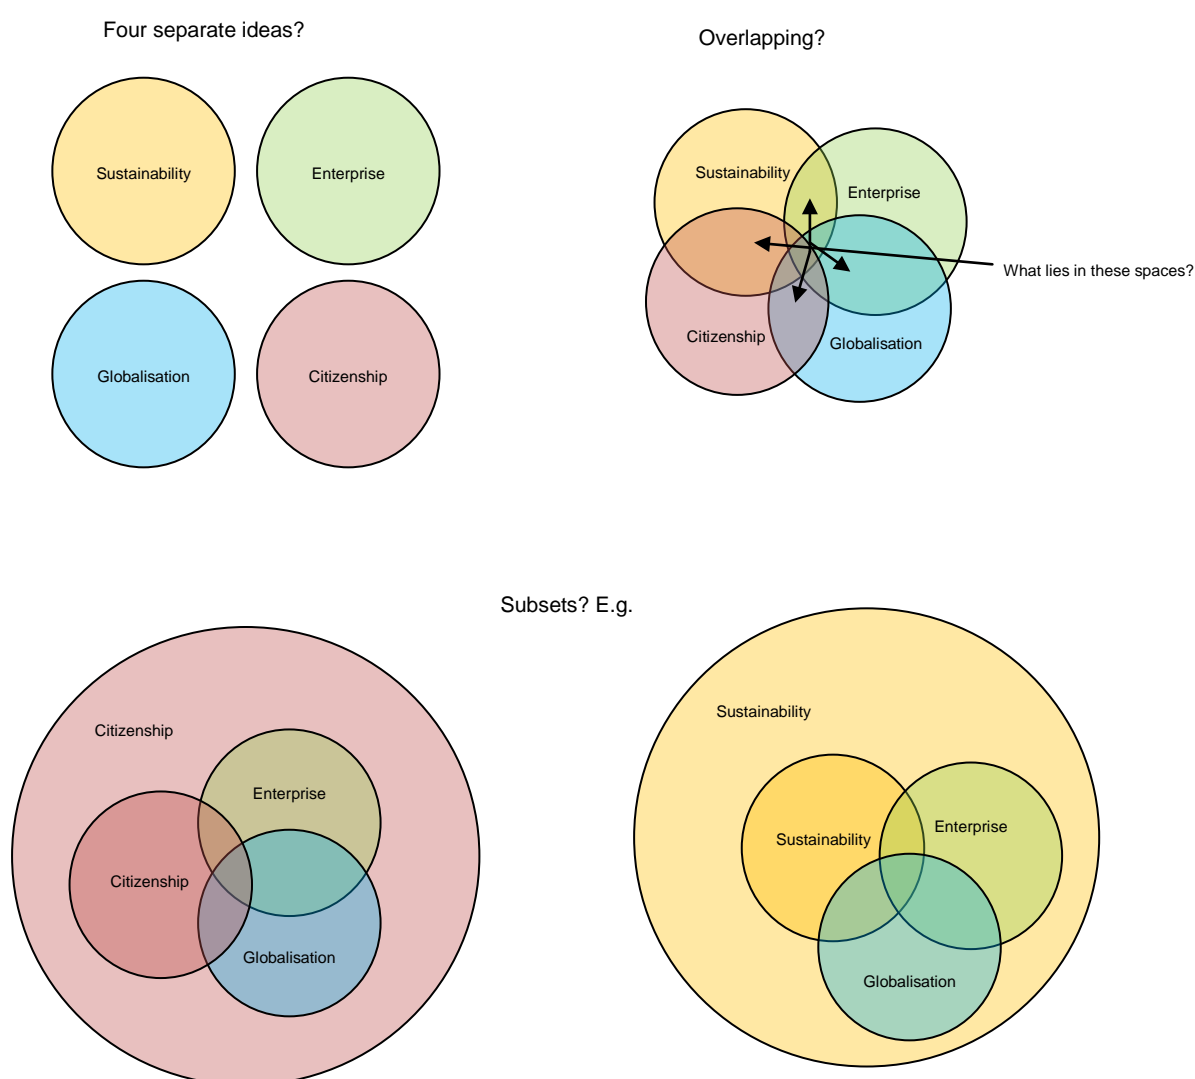 Four separate ideas?
Sustainability
Enterprise
Globalisation
Citizenship
Overlapping?
Sustainability
Enterprise
What lies in these spaces?
Citizenship
Globalisation
Subsets? E.g.
Citizenship
Enterprise
Citizenship
Globalisation
Sustainability
Sustainability
Enterprise
Globalisation